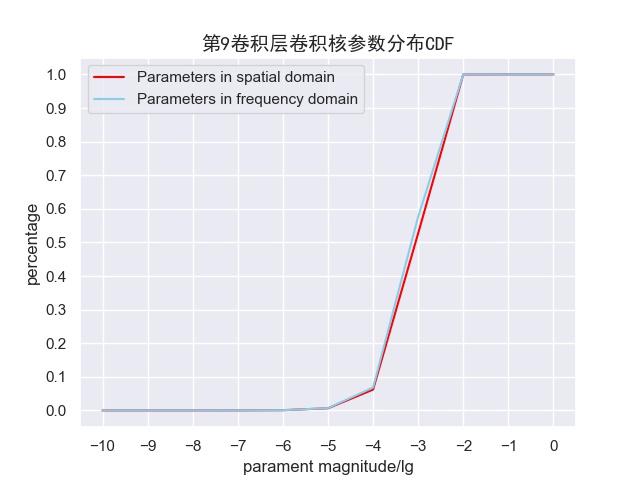 第9卷积层卷积核参数分布CDF
Parameters in spatial domain
Parameters in frequency domain
percentage
1.0
0.9
0.8
0.7
0.6
0.5
0.4
0.3
0.2
0.1
0.0
−10 −9 −8 −7 −6 −5 −4 −3 −2 −1 0
parament magnitude/lg